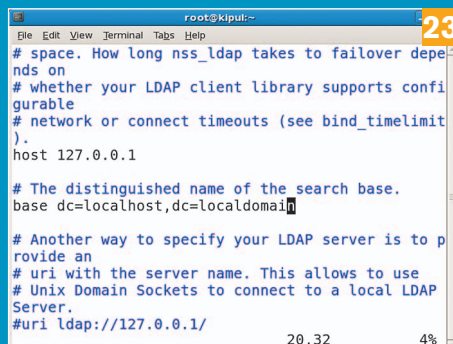 root@kipul:~
23
File Edit View Terminal Tabs Help
# space. How long nss_ldap takes to failover depe
nds on
# whether your LDAP client library supports confi
gurable
# network or connect timeouts (see bind_timelimit
).
host 127.0.0.1
# The distinguished name of the search base.
base dc=localhost,dc=localdomain
# Another way to specify your LDAP server is to p
rovide an
# uri with the server name. This allows to use
# Unix Domain Sockets to connect to a local LDAP
Server.
#uri ldap://127.0.0.1/
20,32 4%